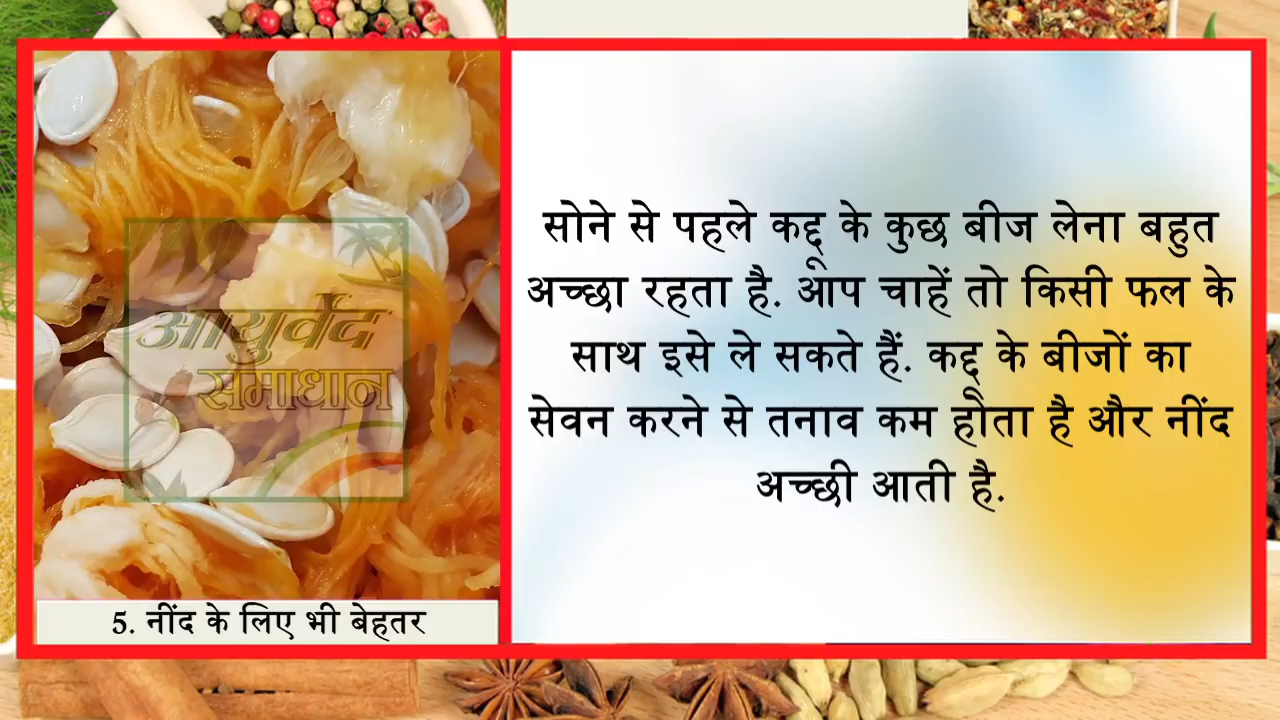 सोने से पहले कद्दू के कुछ बीज लेना बहुत
अच्छा रहता है. आप चाहें तो किसी फल के
साथ इसे ले सकते हैं. कद्दू के बीजों का
सेवन करने से तनाव कम होता है और नींद
अच्छी आती है.
आयुर्वेद
समाधान
5. नींद के लिए भी बेहतर